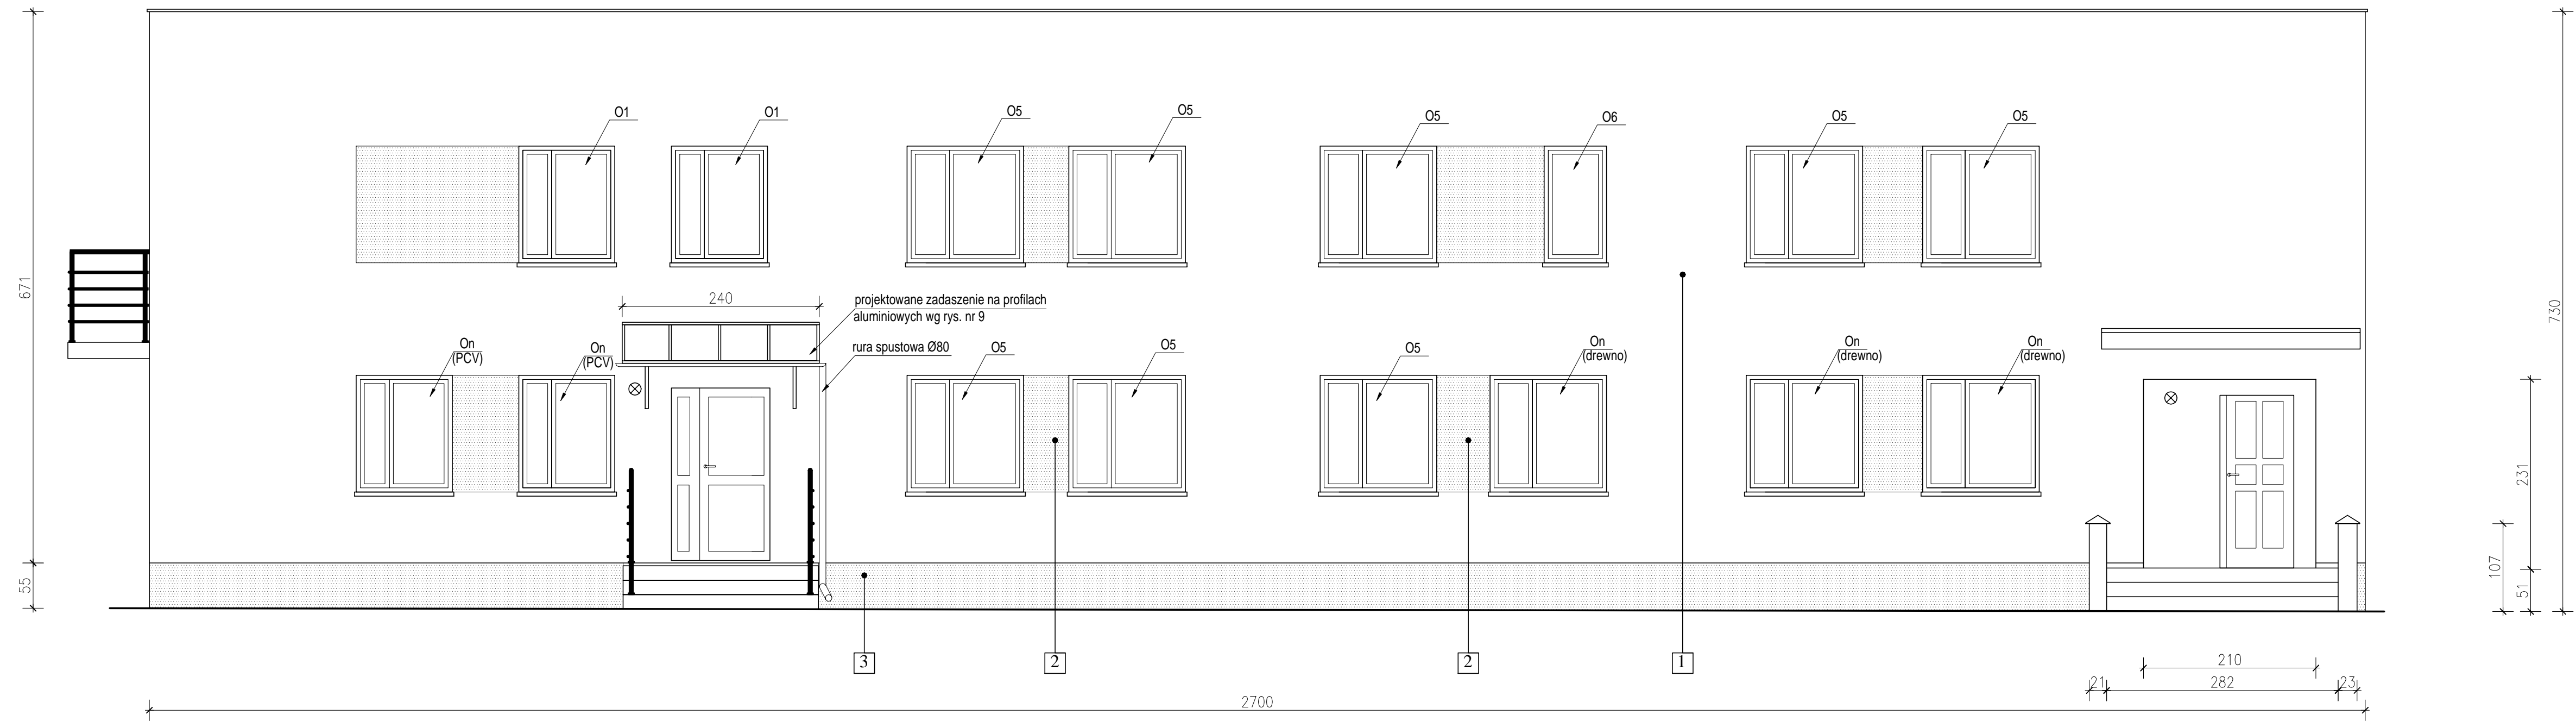 O1
O1
O5
O5
O5
O6
O5
O5
671
730
240
projektowane zadaszenie na profilach
aluminiowych wg rys. nr 9
rura spustowa Ø80
On
(PCV)
On
(PCV)
O5
O5
O5
On
(drewno)
On
(drewno)
On
(drewno)
231
107
55
51
3
2
2
1
210
21
282
23
2700